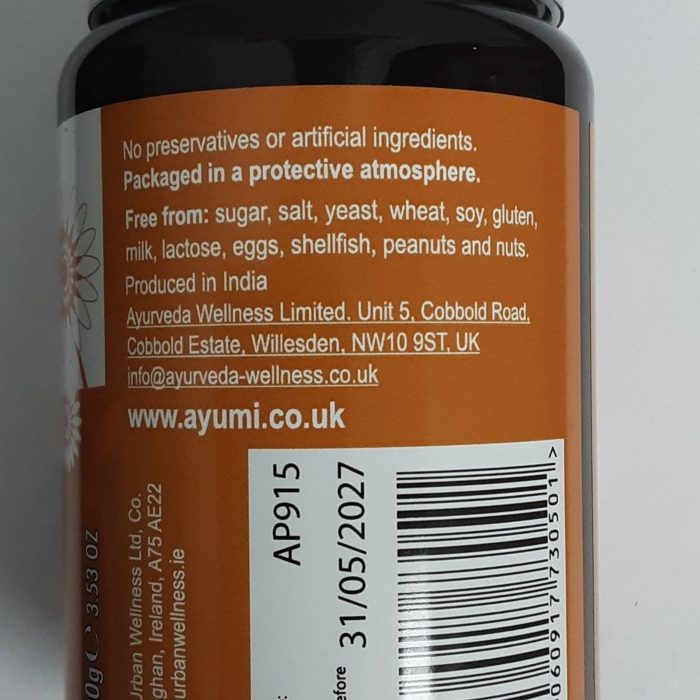 No preservatives or artificial ingredients.
Packaged in a protective atmosphere.
Free from: sugar, salt, yeast, wheat, soy, gluten,
milk, lactose, eggs, shellfish, peanuts and nuts.
Produced in India
Ayurveda Wellness Limited. Unit 5, Cobbold Road,
Cobbold Estate, Willesden, NW10 9ST, UK
info@ayurveda-wellness.co.uk
www.ayumi.co.uk
Wellness Ltd, Co.
Ireland, A75 AE22
urbanwellness.ie
3.53 OZ
AP915
31/05/2027
060917 730501 >